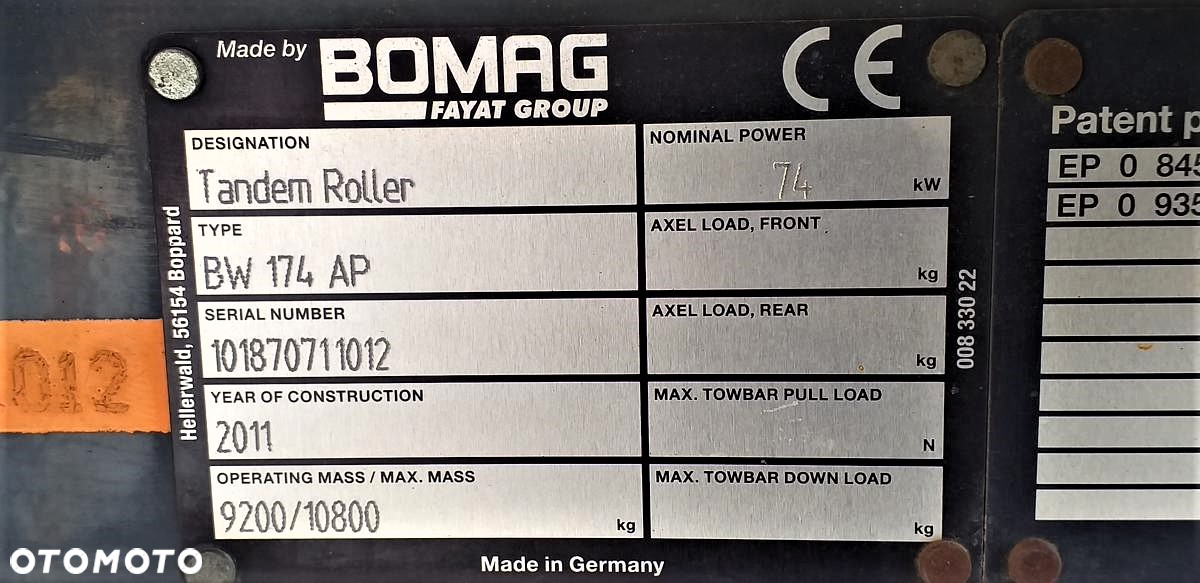 Made by BOMAG
FAYAT GROUP
CE
DESIGNATION
Tandem Roller
NOMINAL POWER
74 kW
TYPE
BW 174 AP
AXEL LOAD, FRONT
kg
SERIAL NUMBER
101870711012
AXEL LOAD, REAR
kg
YEAR OF CONSTRUCTION
2011
MAX. TOWBAR PULL LOAD
N
OPERATING MASS / MAX. MASS
9200/10800 kg
MAX. TOWBAR DOWN LOAD
kg
Made in Germany
Hellerwald, 56154 Boppard
008 330 22
012
Patent p
EP 0 845
EP 0 935
OTOMOTO